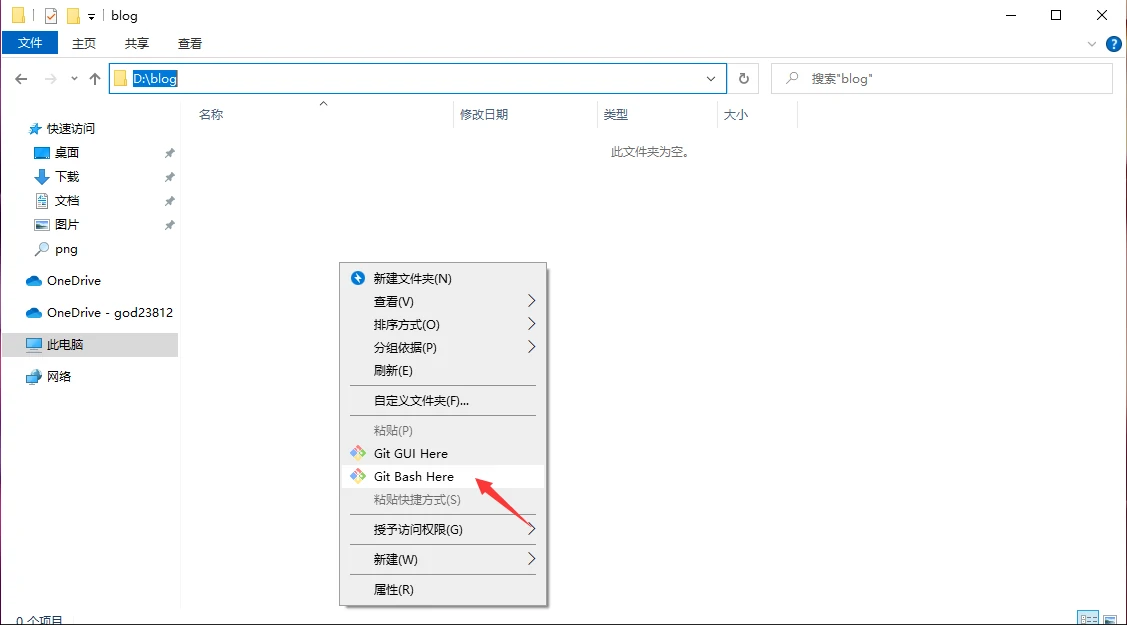 blog
文件 主页 共享 查看
D:\blog
搜索"blog"
名称 修改日期 类型 大小
此文件夹为空。
快速访问
桌面
下载
文档
图片
png
OneDrive
OneDrive - god23812
此电脑
网络
新建文件夹(N)
查看(V)
排序方式(O)
分组依据(P)
刷新(E)
自定义文件夹(F)...
粘贴(P)
Git GUI Here
Git Bash Here
粘贴快捷方式(S)
授予访问权限(G)
新建(W)
属性(R)
0 个项目